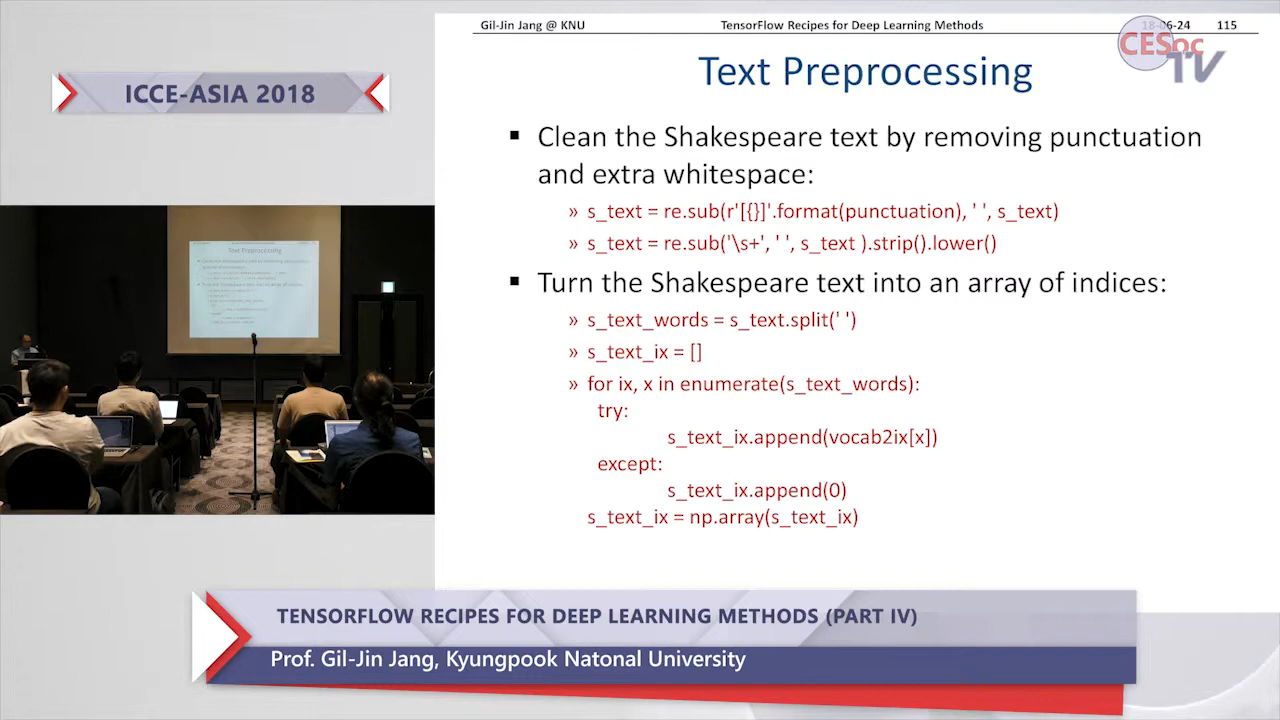 Gil-Jin Jang @ KNU
TensorFlow Recipes for Deep Learning Methods
18-06-24
115
CESoc
TV
ICCE-ASIA 2018
Text Preprocessing
▪ Clean the Shakespeare text by removing punctuation
and extra whitespace:
» s_text = re.sub(r'[{}]'.format(punctuation), ' ', s_text)
» s_text = re.sub('\s+', ' ', s_text ).strip().lower()
▪ Turn the Shakespeare text into an array of indices:
» s_text_words = s_text.split(' ')
» s_text_ix = []
» for ix, x in enumerate(s_text_words):
try:
s_text_ix.append(vocab2ix[x])
except:
s_text_ix.append(0)
s_text_ix = np.array(s_text_ix)
TENSORFLOW RECIPES FOR DEEP LEARNING METHODS (PART IV)
Prof. Gil-Jin Jang, Kyungpook Natonal University